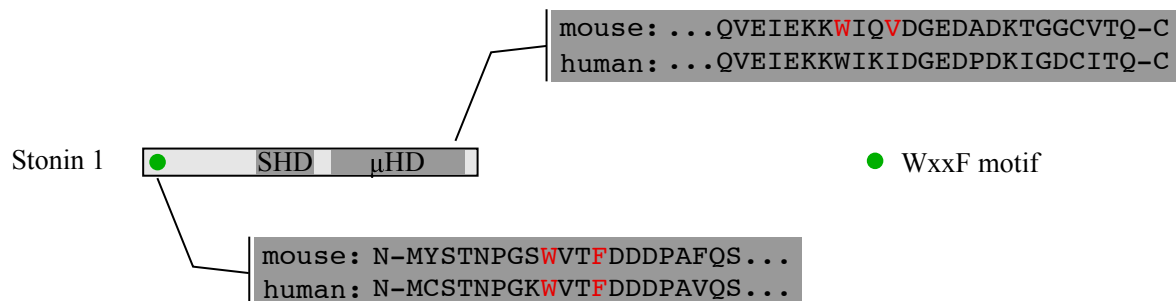 mouse: ...QVEIEKKWIQVDGEDADKTGGCVTQ-C
human: ...QVEIEKKWIKIDGEDPDKIGDCITQ-C
Stonin 1
SHD
μHD
WxxF motif
mouse: N-MYSTNPGSWVTFDDDPAFQS...
human: N-MCSTNPGKWVTFDDDPAVQS...